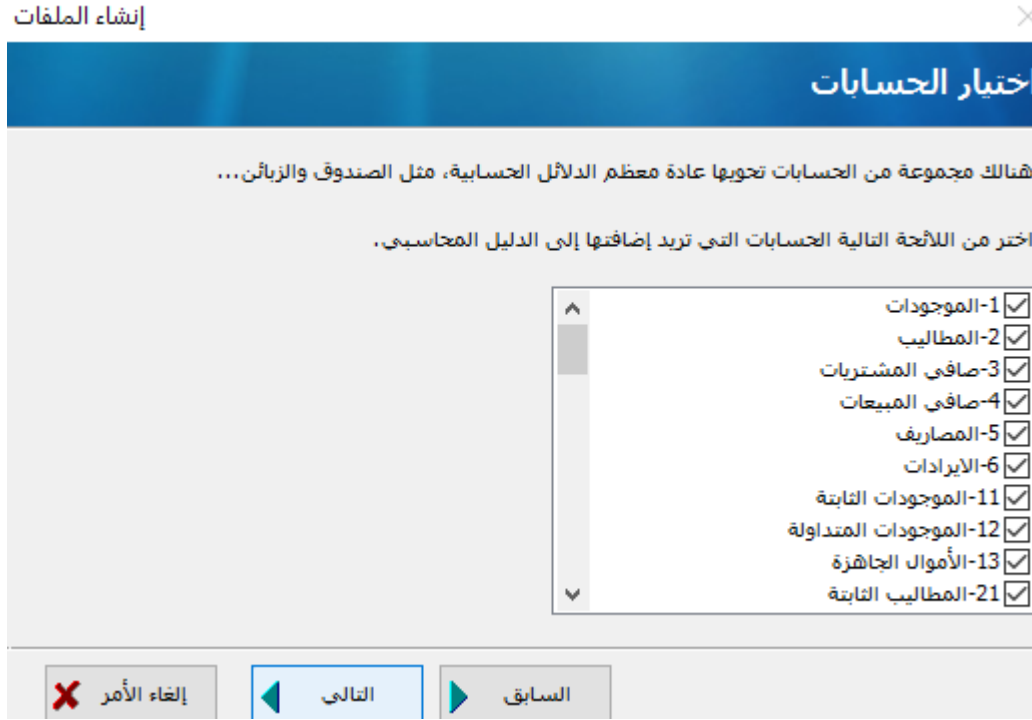 إنشاء الملفات
اختيار الحسابات
هنالك مجموعة من الحسابات تحويها عادة معظم الدلائل الحسابية، مثل الصندوق والزبائن...
اختر من اللائحة التالية الحسابات التي تريد إضافتها إلى الدليل المحاسبي.
1-الموجودات
2-المطاليب
3-صافي المشتريات
4-صافي المبيعات
5-المصاريف
6-الايرادات
11-الموجودات الثابتة
12-الموجودات المتداولة
13-الأموال الجاهزة
21-المطاليب الثابتة
السابق
التالي
إلغاء الأمر